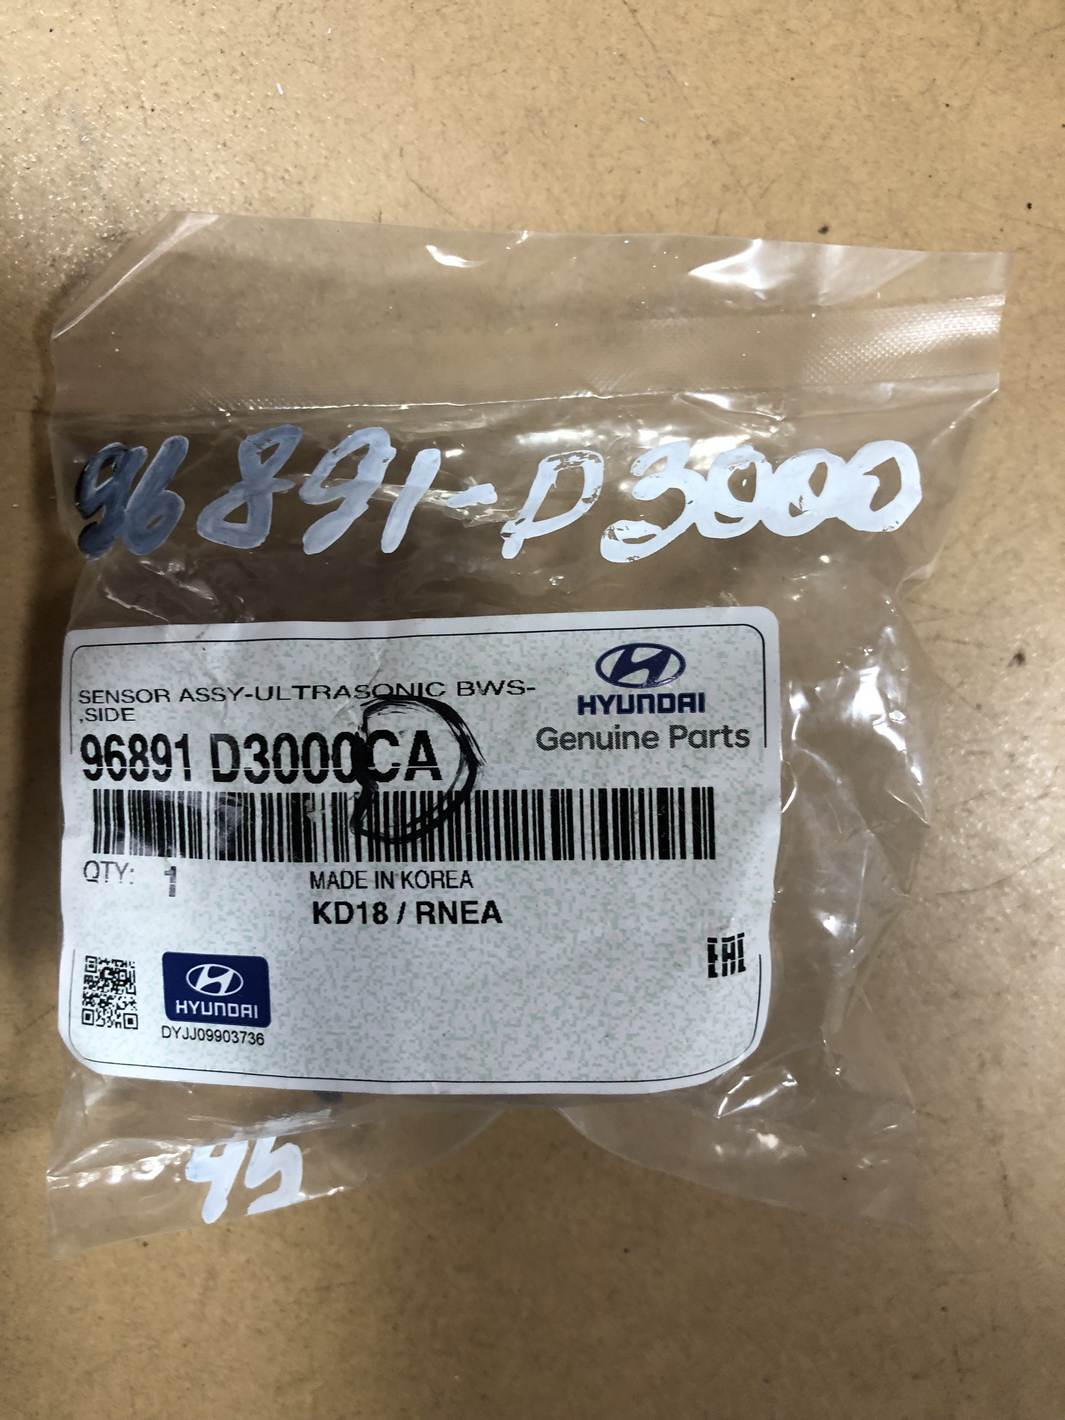 96891-D3000
SENSOR ASSY-ULTRASONIC BWS-
,SIDE
HYUNDAI
Genuine Parts
96891 D3000CA
QTY: 1
MADE IN KOREA
KD18 / RNEA
EAC
HYUNDAI
DYJJ09903736
45